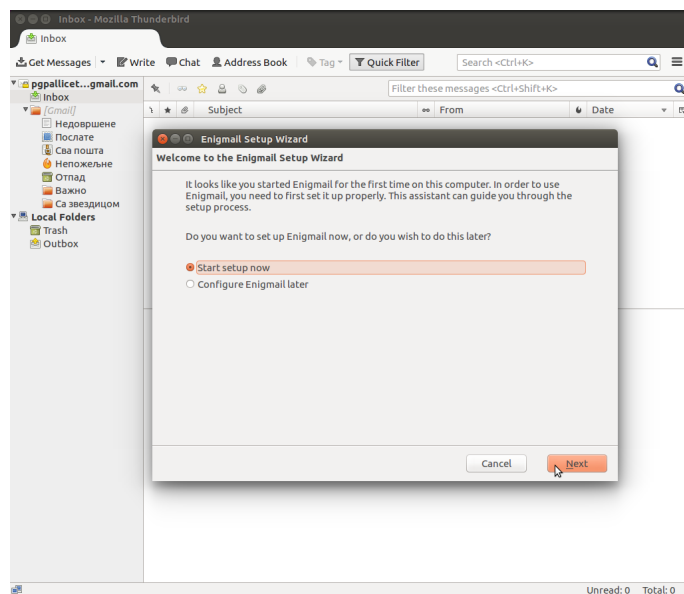 Inbox - Mozilla Thunderbird
Inbox
Get Messages Write Chat Address Book Tag Quick Filter Search <Ctrl+K>
pgpallicet...gmail.com
Filter these messages <Ctrl+Shift+K>
Inbox
[Gmail]
Subject From Date
Недовршене
Послате
Сва пошта
Непожељне
Отпад
Важно
Са звездицом
Local Folders
Trash
Outbox
Enigmail Setup Wizard
Welcome to the Enigmail Setup Wizard
It looks like you started Enigmail for the first time on this computer. In order to use
Enigmail, you need to first set it up properly. This assistant can guide you through the
setup process.
Do you want to set up Enigmail now, or do you wish to do this later?
Start setup now
Configure Enigmail later
Cancel Next
Unread: 0 Total: 0